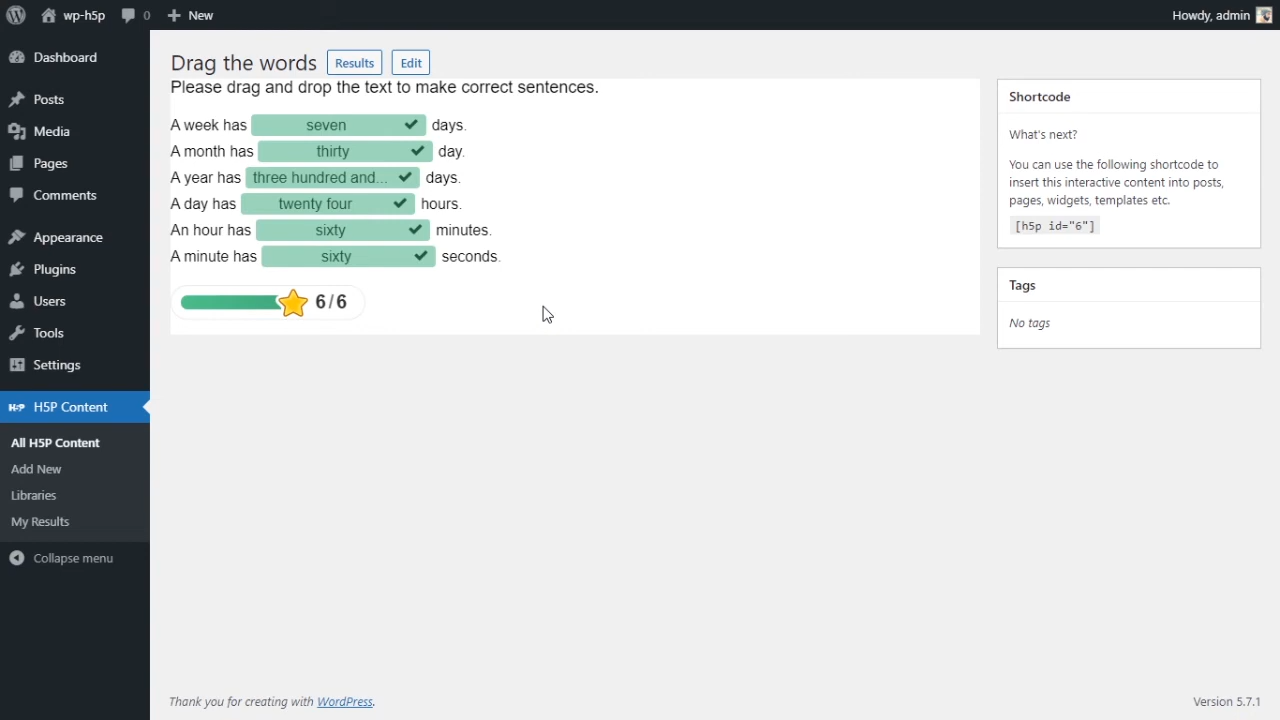 wp-h5p 0 New Howdy, admin
Dashboard
Posts
Media
Pages
Comments
Appearance
Plugins
Users
Tools
Settings
H5P H5P Content
All H5P Content
Add New
Libraries
My Results
Collapse menu
Drag the words Results Edit
Please drag and drop the text to make correct sentences.
A week has seven days.
A month has thirty day.
A year has three hundred and... days.
A day has twenty four hours.
An hour has sixty minutes.
A minute has sixty seconds.
6/6
Shortcode
What's next?
You can use the following shortcode to
insert this interactive content into posts,
pages, widgets, templates etc.
[h5p id="6"]
Tags
No tags
Thank you for creating with WordPress.
Version 5.7.1